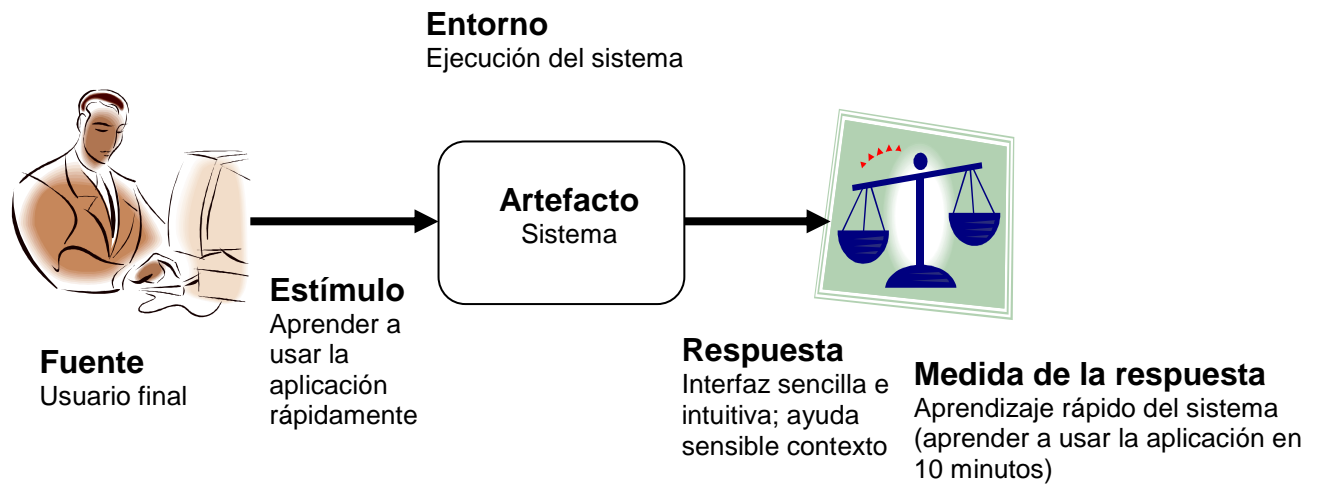 Entorno
Ejecución del sistema
Artefacto
Sistema
Estímulo
Aprender a
usar la
aplicación
rápidamente
Fuente
Usuario final
Respuesta
Interfaz sencilla e
intuitiva; ayuda
sensible contexto
Medida de la respuesta
Aprendizaje rápido del sistema
(aprender a usar la aplicación en
10 minutos)